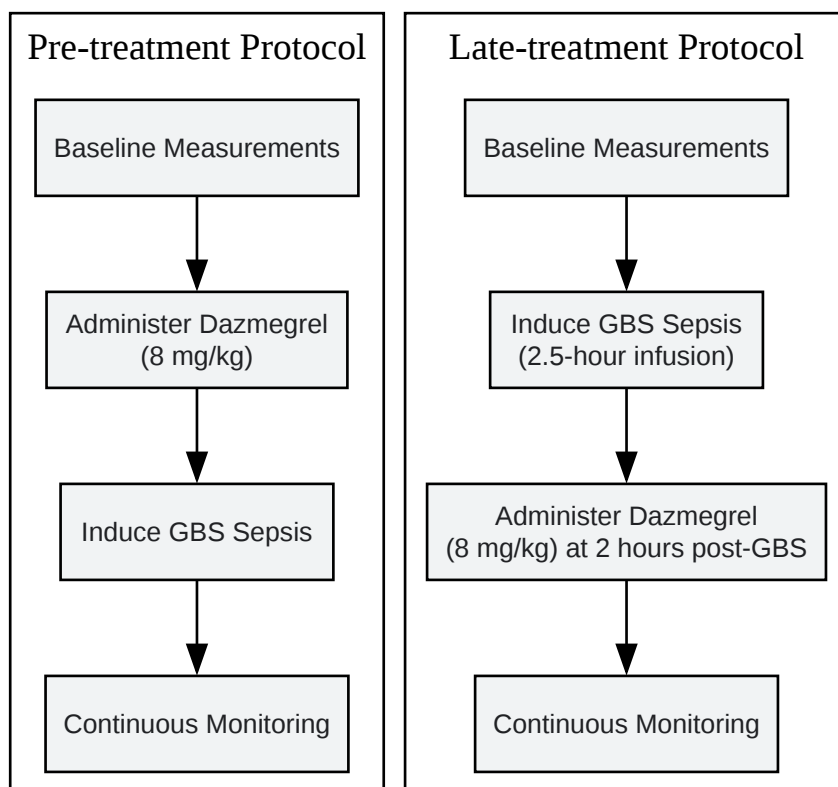 Pre-treatment Protocol
Baseline Measurements
Administer Dazmegrel
(8 mg/kg)
Induce GBS Sepsis
Continuous Monitoring
Late-treatment Protocol
Baseline Measurements
Induce GBS Sepsis
(2.5-hour infusion)
Administer Dazmegrel
(8 mg/kg) at 2 hours post-GBS
Continuous Monitoring